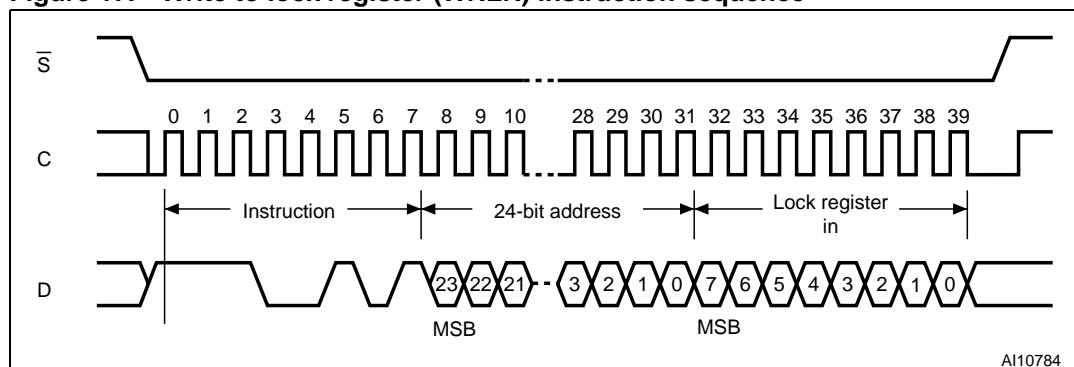 Figure 17. Write to lock register (WRLR) instruction sequence
S
0 1 2 3 4 5 6 7 8 9 10 28 29 30 31 32 33 34 35 36 37 38 39
C
Instruction 24-bit address Lock register
in
D 23 22 21 3 2 1 0 7 6 5 4 3 2 1 0
MSB MSB
AI10784